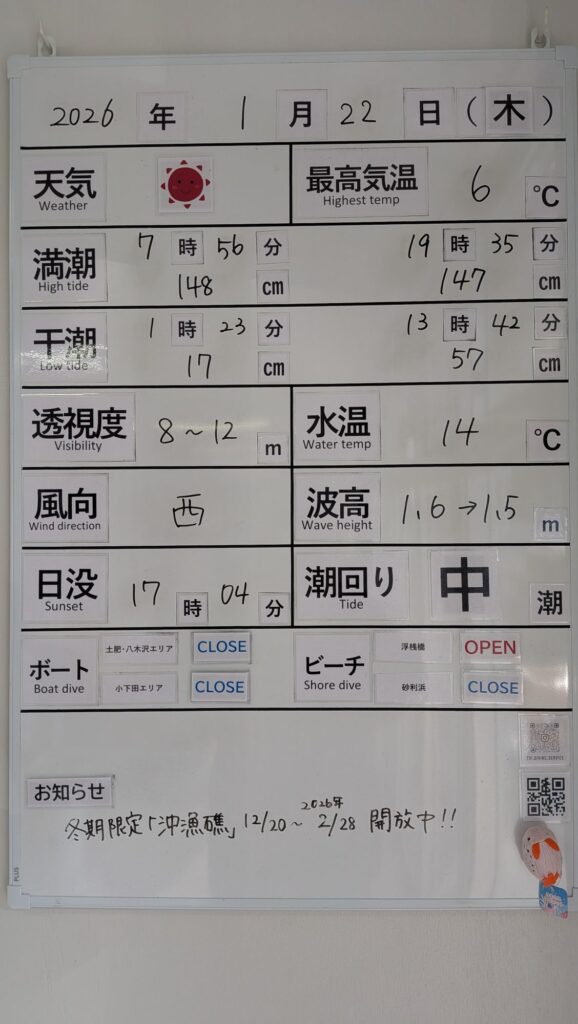 2026 年 1 月 22 日 (木)
天気 最高気温 6 ℃
Weather Highest temp
満潮 7 時 56 分 19 時 35 分
High tide 148 cm 147 cm
干潮 1 時 23 分 13 時 42 分
Low tide 17 cm 57 cm
透視度 8～12 m 水温 14 ℃
Visibility Water temp
風向 西 波高 1.6→1.5 m
Wind direction Wave height
日没 17 時 04 分 潮回り 中 潮
Sunset Tide
ボート 土肥・八木沢エリア CLOSE ビーチ 浮桟橋 OPEN
Boat dive 小下田エリア CLOSE Shore dive 砂利浜 CLOSE
お知らせ
冬期限定「沖漁礁」12/20～2026年2/28 開放中!!
PLUS